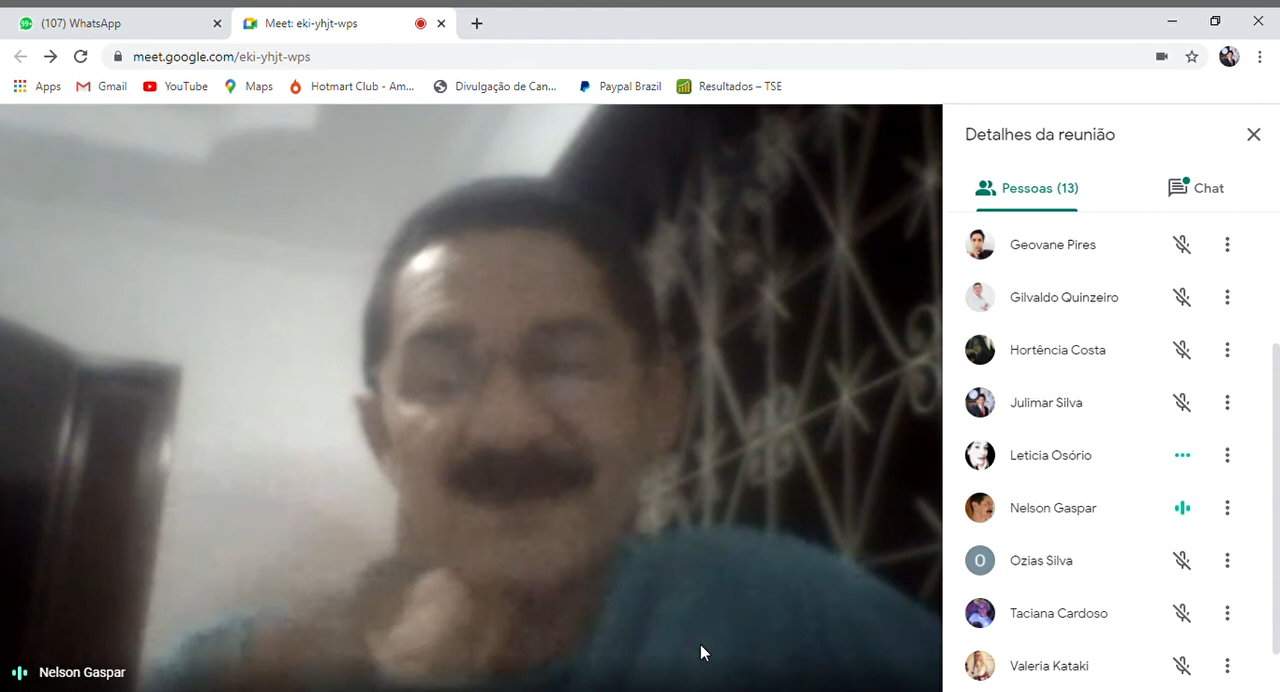 99+ (107) WhatsApp
Meet: eki-yhjt-wps
meet.google.com/eki-yhjt-wps
Apps
Gmail
YouTube
Maps
Hotmart Club - Am...
Divulgação de Can...
Paypal Brazil
Resultados – TSE
Detalhes da reunião
Pessoas (13)
Chat
Geovane Pires
Gilvaldo Quinzeiro
Hortência Costa
Julimar Silva
Leticia Osório
Nelson Gaspar
O Ozias Silva
Taciana Cardoso
Valeria Kataki
Nelson Gaspar